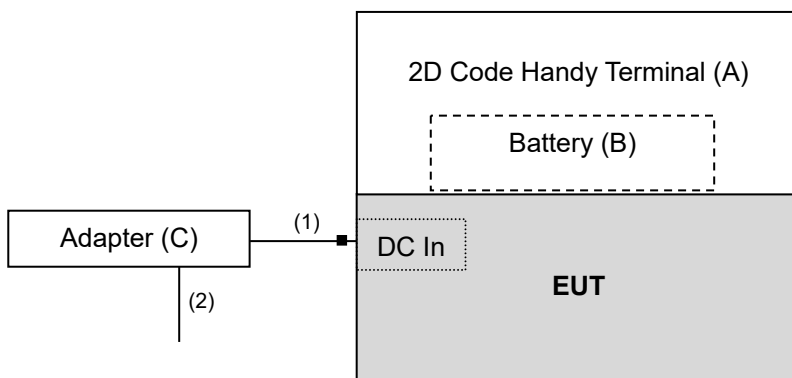 2D Code Handy Terminal (A)
Battery (B)
Adapter (C)
(1)
DC In
(2)
EUT